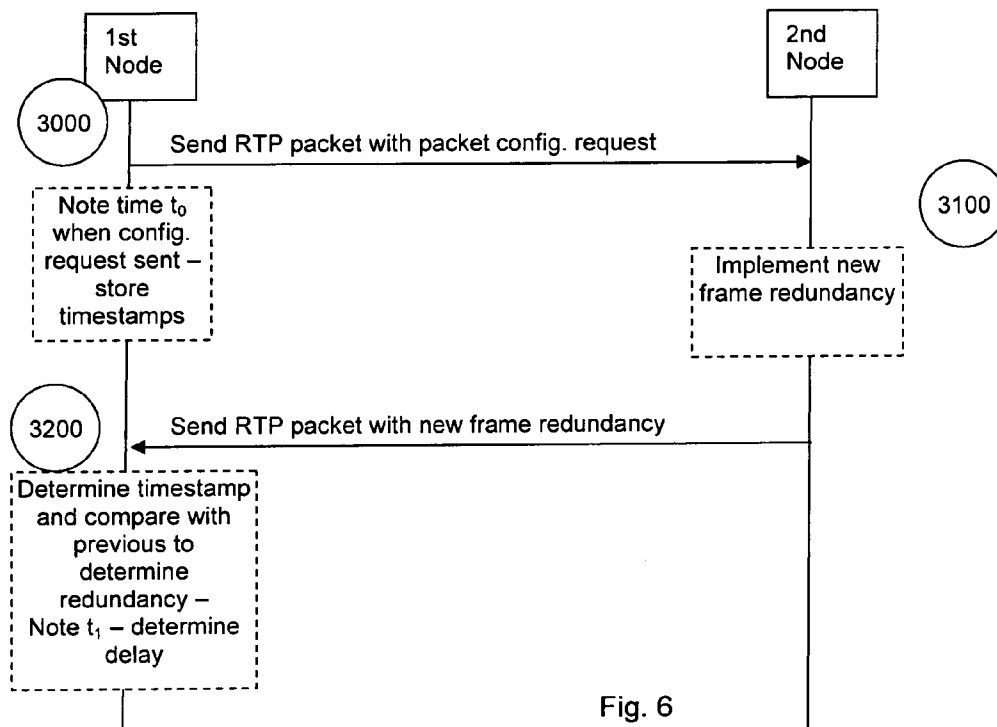 1st
Node
2nd
Node
3000
Send RTP packet with packet config. request
Note time t₀
when config.
request sent –
store
timestamps
3100
Implement new
frame redundancy
3200
Send RTP packet with new frame redundancy
Determine timestamp
and compare with
previous to
determine
redundancy –
Note t₁ – determine
delay
Fig. 6